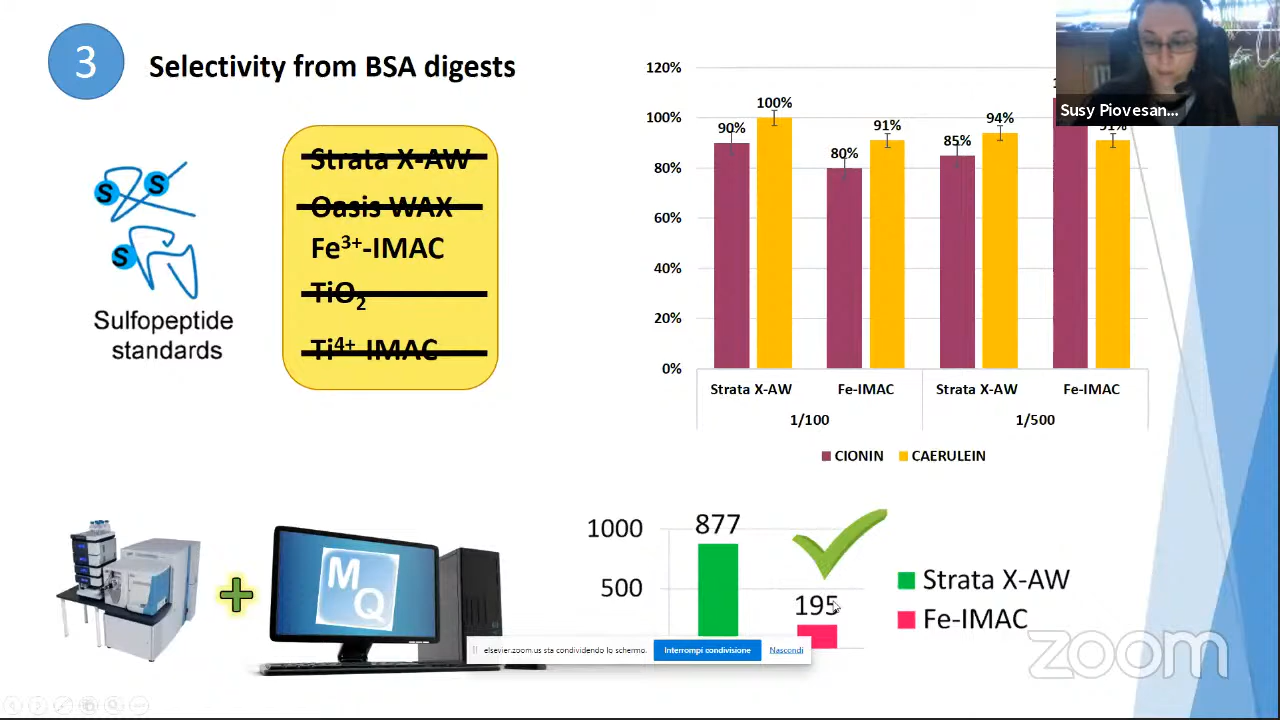 3
Selectivity from BSA digests
S
S
S
Sulfopeptide
standards
Strata X-AW
Oasis WAX
Fe³⁺-IMAC
TiO₂
Ti⁴⁺ IMAC
120%
100%
80%
60%
40%
20%
0%
90%
100%
80%
91%
85%
94%
91%
Strata X-AW
Fe-IMAC
Strata X-AW
Fe-IMAC
1/100
1/500
CIONIN
CAERULEIN
Susy Piovesan...
M
Q
1000
500
877
195
Strata X-AW
Fe-IMAC
elsevier.zoom.us sta condividendo lo schermo.
Interrompi condivisione
Nascondi
zoom